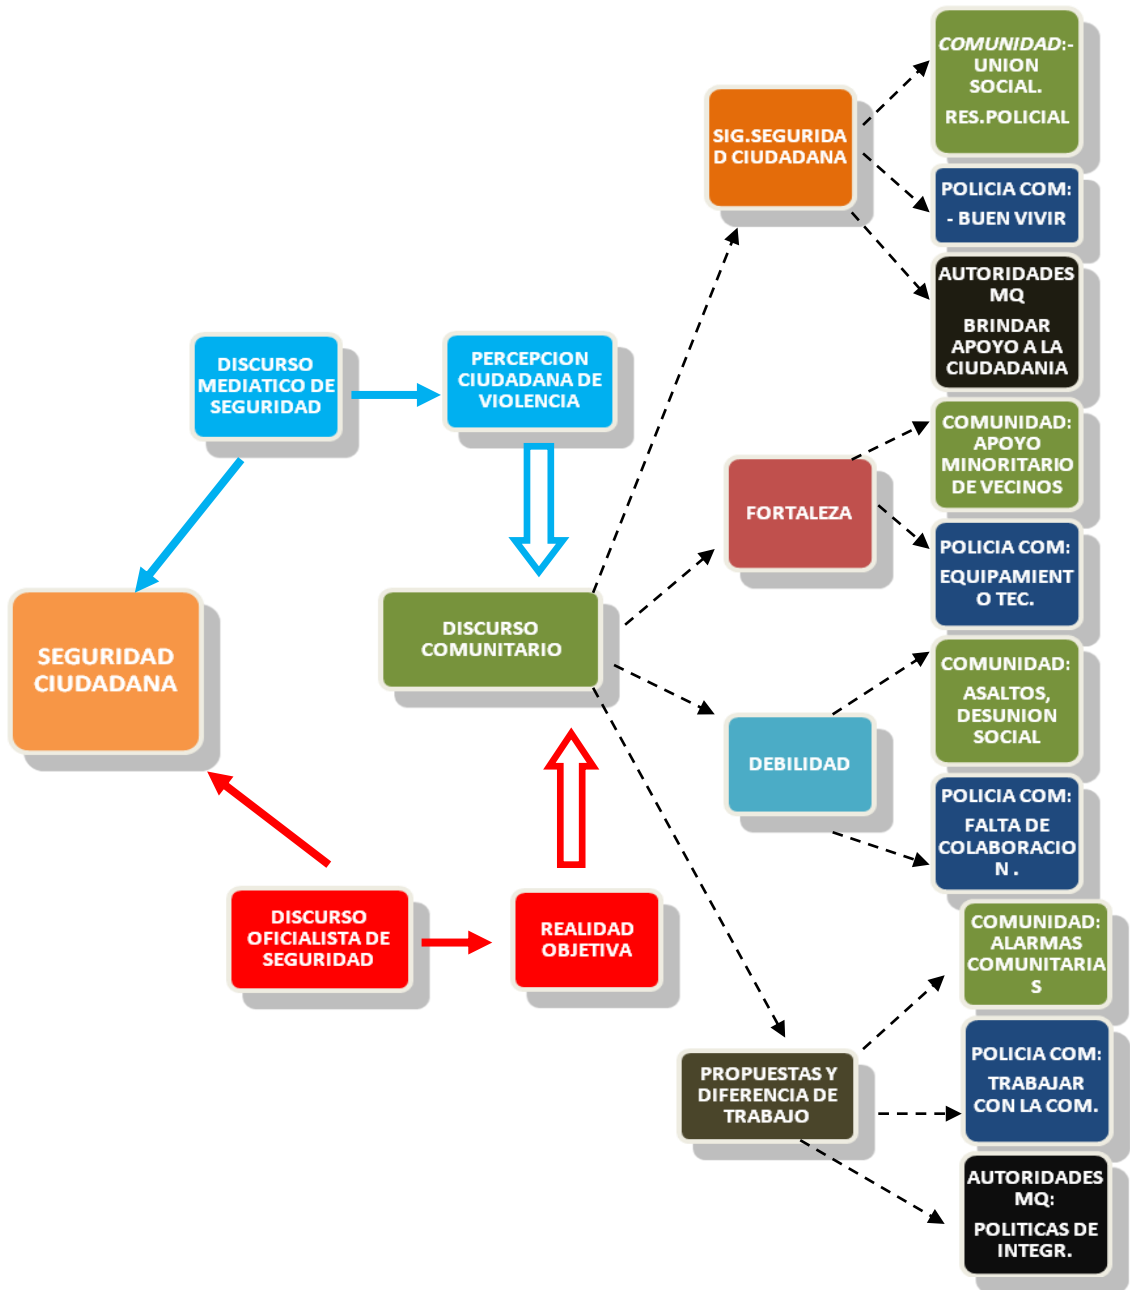 COMUNIDAD:-
UNION
SOCIAL.
RES.POLICIAL
SIG.SEGURIDA
D CIUDADANA
POLICIA COM:
- BUEN VIVIR
AUTORIDADES
MQ
BRINDAR
APOYO A LA
CIUDADANIA
DISCURSO
MEDIATICO DE
SEGURIDAD
PERCEPCION
CIUDADANA DE
VIOLENCIA
COMUNIDAD:
APOYO
MINORITARIO
DE VECINOS
FORTALEZA
POLICIA COM:
EQUIPAMIENT
O TEC.
SEGURIDAD
CIUDADANA
DISCURSO
COMUNITARIO
COMUNIDAD:
ASALTOS,
DESUNION
SOCIAL
DEBILIDAD
POLICIA COM:
FALTA DE
COLABORACIO
N .
DISCURSO
OFICIALISTA DE
SEGURIDAD
REALIDAD
OBJETIVA
COMUNIDAD:
ALARMAS
COMUNITARIA
S
PROPUESTAS Y
DIFERENCIA DE
TRABAJO
POLICIA COM:
TRABAJAR
CON LA COM.
AUTORIDADES
MQ:
POLITICAS DE
INTEGR.